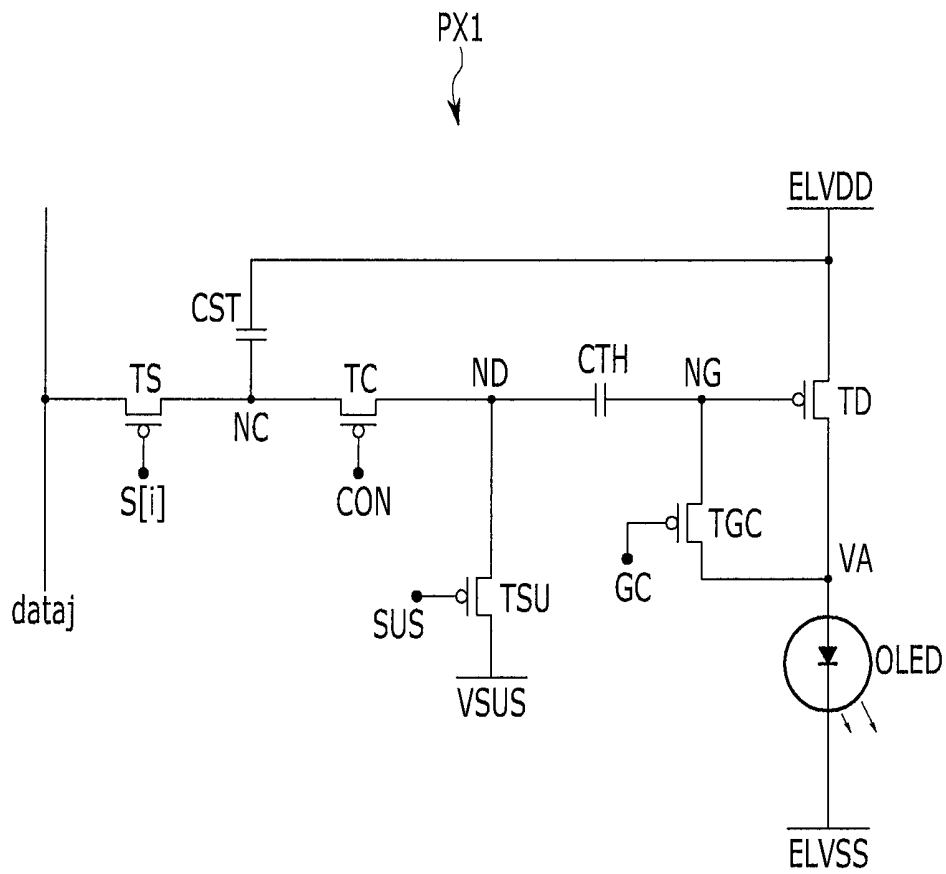 PX1
ELVDD
CST
TS
TC
ND
CTH
NG
TD
NC
S[i]
CON
TGC
GC
VA
dataj
SUS
TSU
OLED
VSUS
ELVSS